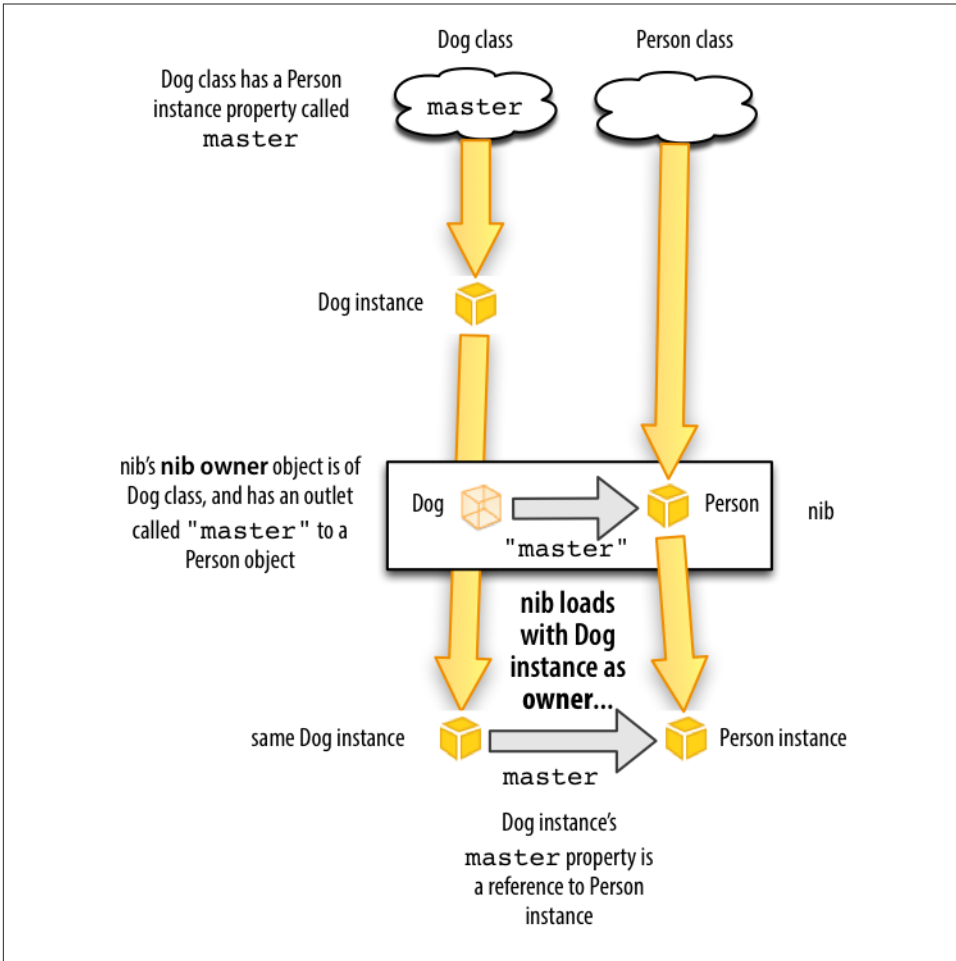 Dog class
Person class
Dog class has a Person
instance property called
master
master
Dog instance
nib's nib owner object is of
Dog class, and has an outlet
called "master" to a
Person object
Dog
Person
"master"
nib
nib loads
with Dog
instance as
owner...
same Dog instance
Person instance
master
Dog instance's
master property is
a reference to Person
instance